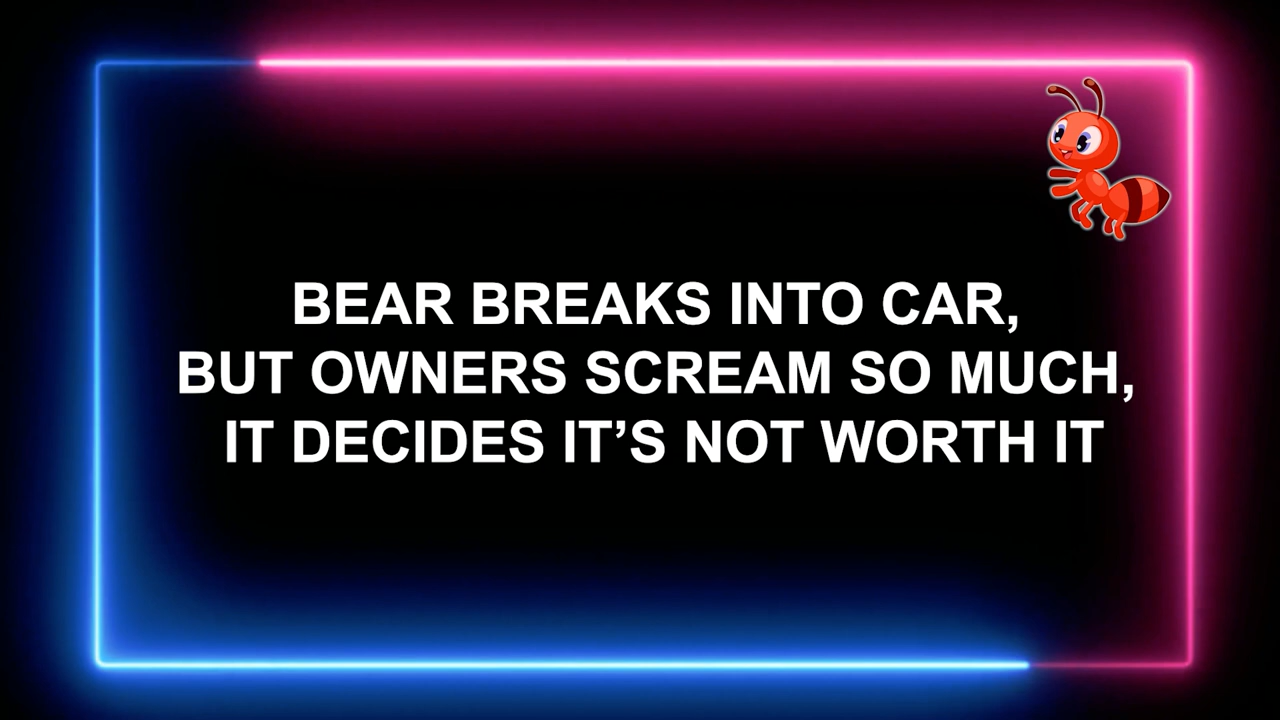 BEAR BREAKS INTO CAR,
BUT OWNERS SCREAM SO MUCH,
IT DECIDES IT’S NOT WORTH IT